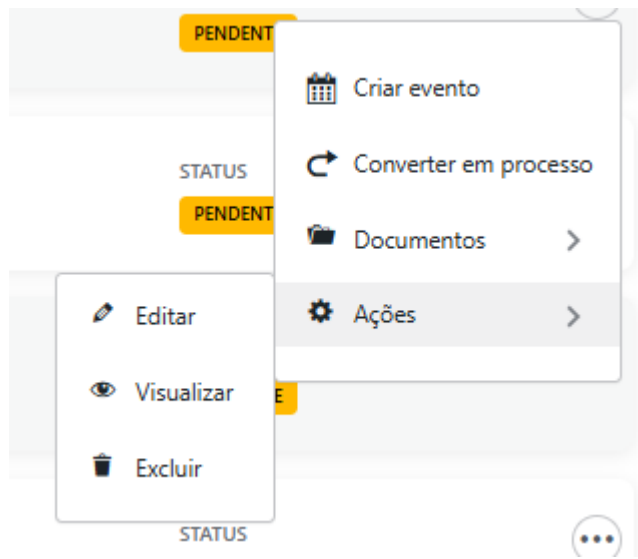 PENDENT
Criar evento
STATUS
Converter em processo
PENDENT
Documentos
Editar
Ações
Visualizar
E
Excluir
STATUS